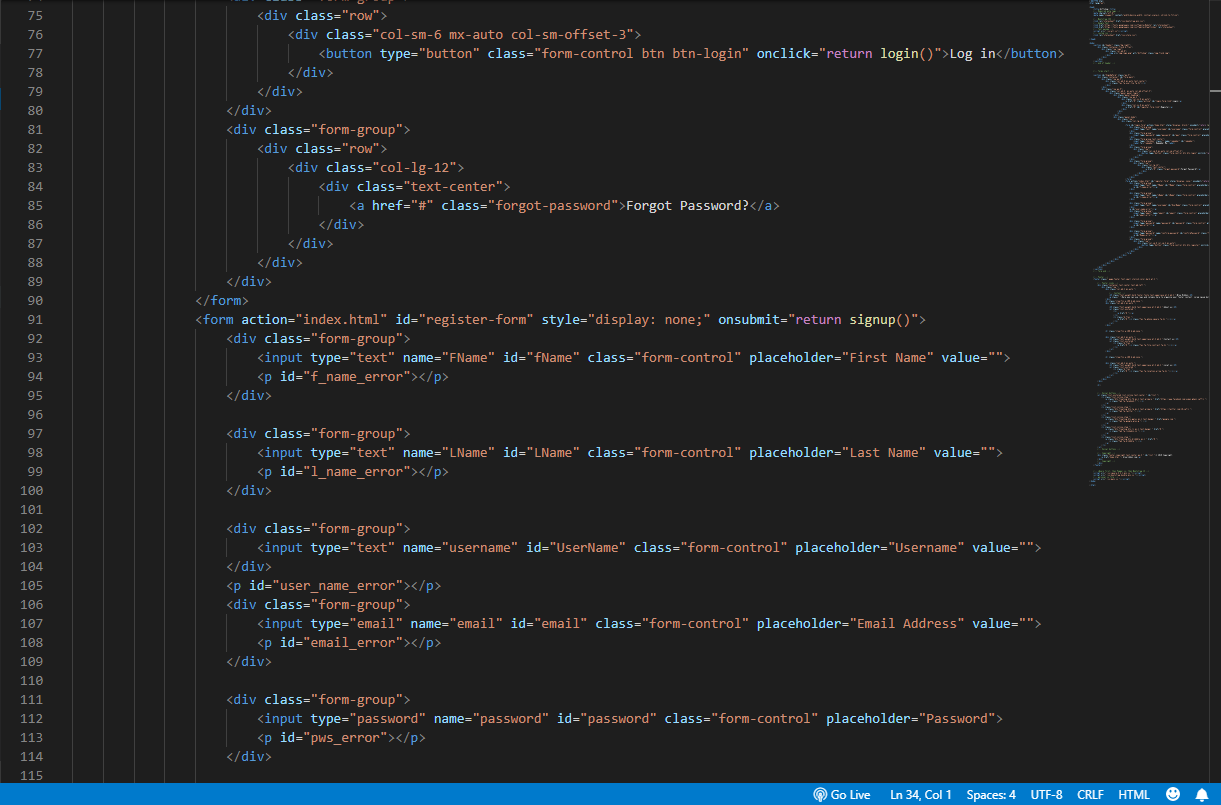 75 <div class="row">
76 <div class="col-sm-6 mx-auto col-sm-offset-3">
77 <button type="button" class="form-control btn btn-login" onclick="return login()">Log in</button>
78 </div>
79 </div>
80 </div>
81 <div class="form-group">
82 <div class="row">
83 <div class="col-lg-12">
84 <div class="text-center">
85 <a href="#" class="forgot-password">Forgot Password?</a>
86 </div>
87 </div>
88 </div>
89 </div>
90 </form>
91 <form action="index.html" id="register-form" style="display: none;" onsubmit="return signup()">
92 <div class="form-group">
93 <input type="text" name="FName" id="fName" class="form-control" placeholder="First Name" value="">
94 <p id="f_name_error"></p>
95 </div>
96
97 <div class="form-group">
98 <input type="text" name="LName" id="LName" class="form-control" placeholder="Last Name" value="">
99 <p id="l_name_error"></p>
100 </div>
101
102 <div class="form-group">
103 <input type="text" name="username" id="UserName" class="form-control" placeholder="Username" value="">
104 </div>
105 <p id="user_name_error"></p>
106 <div class="form-group">
107 <input type="email" name="email" id="email" class="form-control" placeholder="Email Address" value="">
108 <p id="email_error"></p>
109 </div>
110
111 <div class="form-group">
112 <input type="password" name="password" id="password" class="form-control" placeholder="Password">
113 <p id="pws_error"></p>
114 </div>
115
Go Live Ln 34, Col 1 Spaces: 4 UTF-8 CRLF HTML